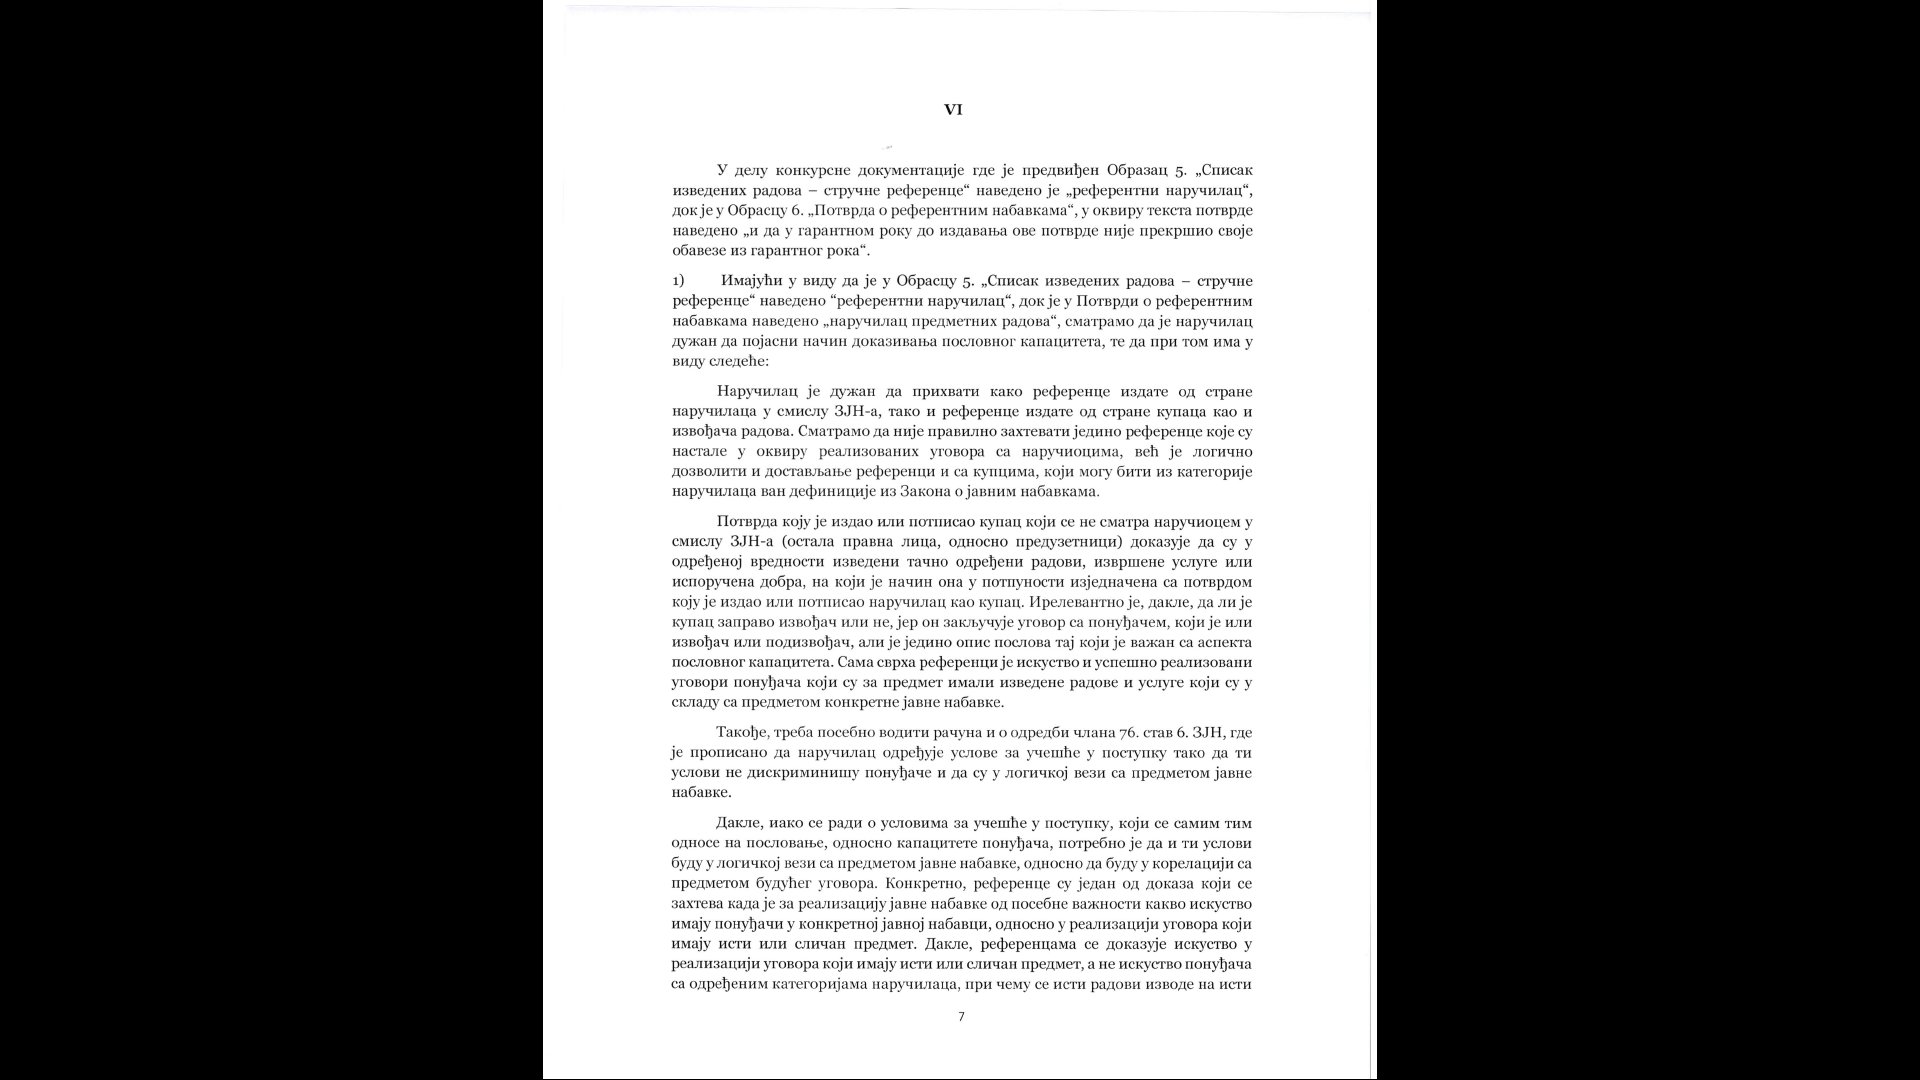 VI
У делу конкурсне документације где је предвиђен Образац 5. „Списак
изведених радова – стручне референце“ наведено је „референтни наручилац“,
док је у Обрасцу 6. „Потврда о референтним набавкама“, у оквиру текста потврде
наведено „и да у гарантном року до издавања ове потврде није прекршио своје
обавезе из гарантног рока“.
1) Имајући у виду да је у Обрасцу 5. „Списак изведених радова – стручне
референце“ наведено “референтни наручилац“, док је у Потврди о референтним
набавкама наведено „наручилац предметних радова“, сматрамо да је наручилац
дужан да појасни начин доказивања пословног капацитета, те да при том има у
виду следеће:
Наручилац је дужан да прихвати како референце издате од стране
наручилаца у смислу ЗЈН-а, тако и референце издате од стране купаца као и
извођача радова. Сматрамо да није правилно захтевати једино референце које су
настале у оквиру реализованих уговора са наручиоцима, већ је логично
дозволити и достављање референци и са купцима, који могу бити из категорије
наручилаца ван дефиниције из Закона о јавним набавкама.
Потврда коју је издао или потписао купац који се не сматра наручиоцем у
смислу ЗЈН-а (остала правна лица, односно предузетници) доказује да су у
одређеној вредности изведени тачно одређени радови, извршене услуге или
испоручена добра, на који је начин она у потпуности изједначена са потврдом
коју је издао или потписао наручилац као купац. Ирелевантно је, дакле, да ли је
купац заправо извођач или не, јер он закључује уговор са понуђачем, који је или
извођач или подизвођач, али је једино опис послова тај који је важан са аспекта
пословног капацитета. Сама сврха референци је искуство и успешно реализовани
уговори понуђача који су за предмет имали изведене радове и услуге који су у
складу са предметом конкретне јавне набавке.
Такође, треба посебно водити рачуна и о одредби члана 76. став 6. ЗЈН, где
је прописано да наручилац одређује услове за учешће у поступку тако да ти
услови не дискриминишу понуђаче и да су у логичкој вези са предметом јавне
набавке.
Дакле, иако се ради о условима за учешће у поступку, који се самим тим
односе на пословање, односно капацитете понуђача, потребно је да и ти услови
буду у логичкој вези са предметом јавне набавке, односно да буду у корелацији са
предметом будућег уговора. Конкретно, референце су један од доказа који се
захтева када је за реализацију јавне набавке од посебне важности какво искуство
имају понуђачи у конкретној јавној набавци, односно у реализацији уговора који
имају исти или сличан предмет. Дакле, референцама се доказује искуство у
реализацији уговора који имају исти или сличан предмет, а не искуство понуђача
са одређеним категоријама наручилаца, при чему се исти радови изводе на исти
7